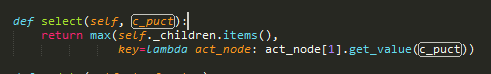 def select(self, c_puct):
    return max(self._children.items(),
               key=lambda act_node: act_node[1].get_value(c_puct))